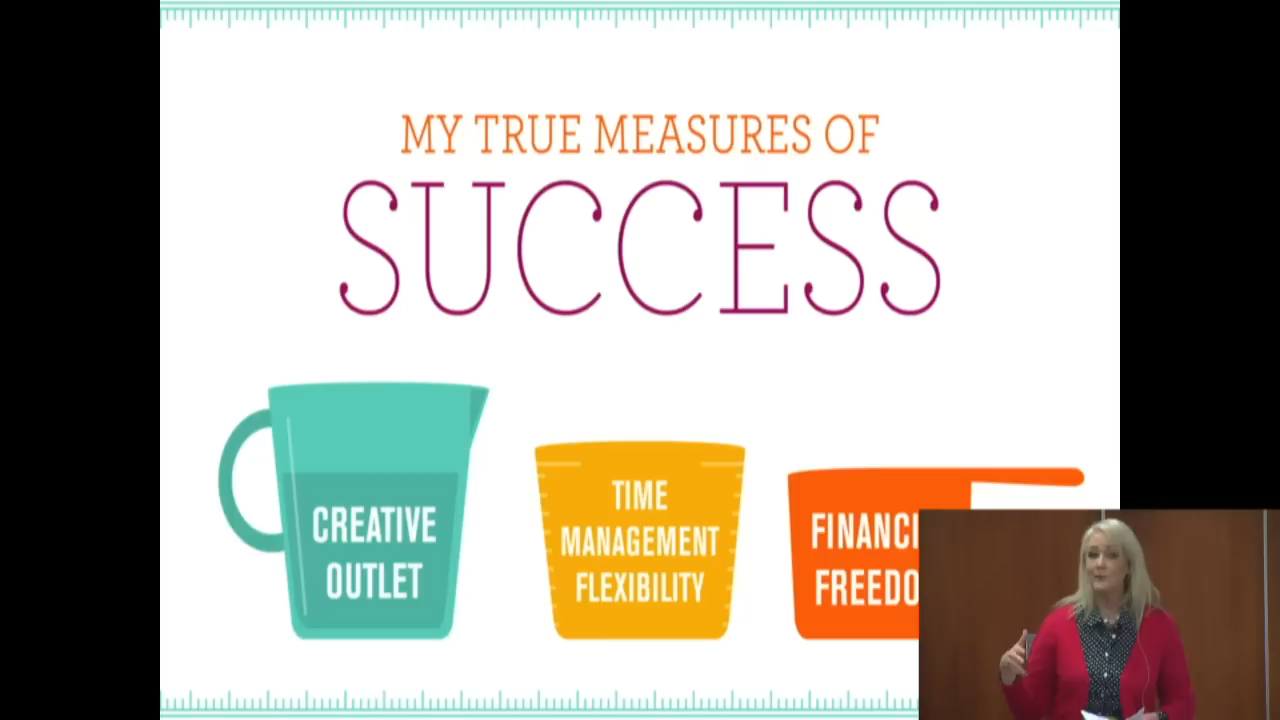 MY TRUE MEASURES OF
SUCCESS
CREATIVE
OUTLET
TIME
MANAGEMENT
FLEXIBILITY